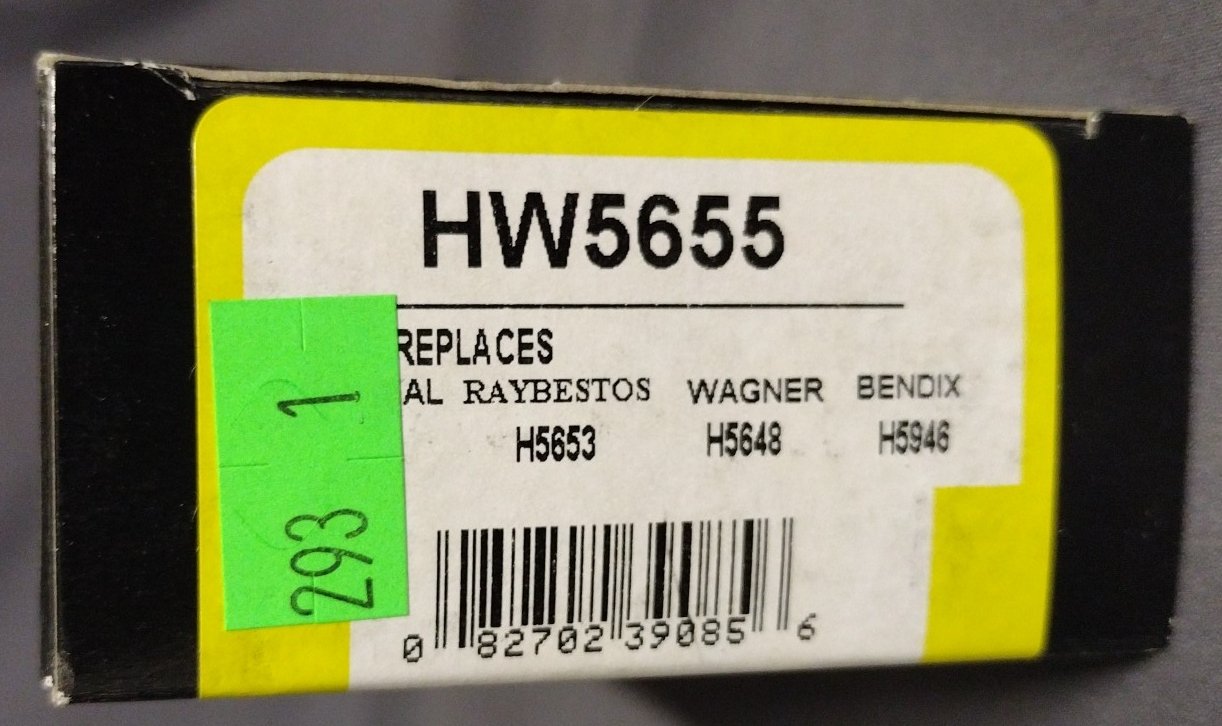 HW5655
REPLACES
AL RAYBESTOS WAGNER BENDIX
H5653 H5648 H5946
293 1
0 82702 39085 6